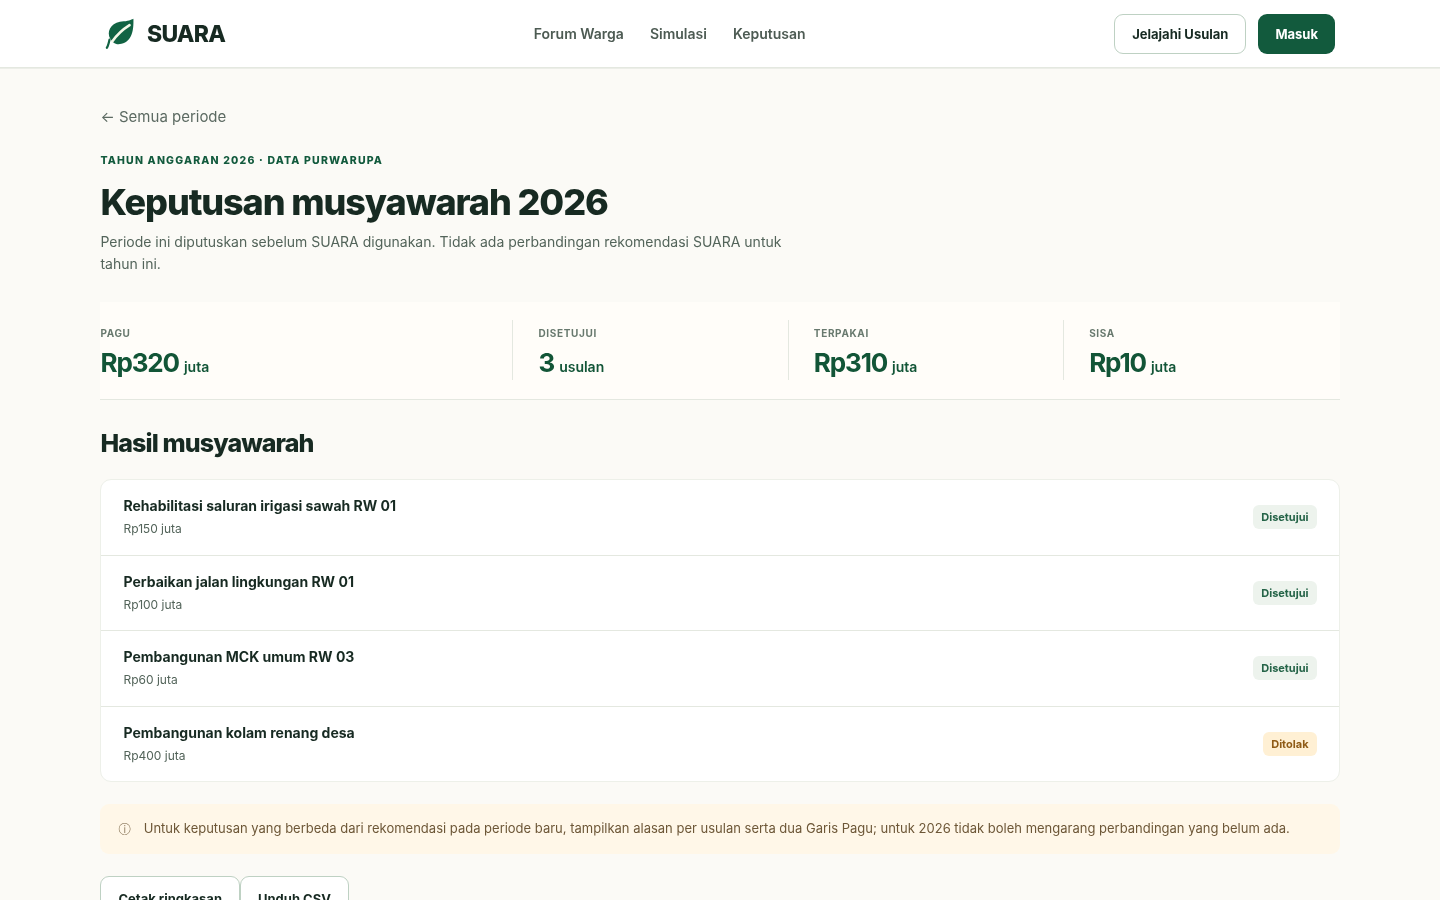 SUARA
Forum Warga
Simulasi
Keputusan
Jelajahi Usulan
Masuk
← Semua periode
TAHUN ANGGARAN 2026 · DATA PURWARUPA
Keputusan musyawarah 2026
Periode ini diputuskan sebelum SUARA digunakan. Tidak ada perbandingan rekomendasi SUARA untuk
tahun ini.
PAGU
Rp320 juta
DISETUJUI
3 usulan
TERPAKAI
Rp310 juta
SISA
Rp10 juta
Hasil musyawarah
Rehabilitasi saluran irigasi sawah RW 01
Rp150 juta
Disetujui
Perbaikan jalan lingkungan RW 01
Rp100 juta
Disetujui
Pembangunan MCK umum RW 03
Rp60 juta
Disetujui
Pembangunan kolam renang desa
Rp400 juta
Ditolak
ⓘ Untuk keputusan yang berbeda dari rekomendasi pada periode baru, tampilkan alasan per usulan serta dua Garis Pagu; untuk 2026 tidak boleh mengarang perbandingan yang belum ada.
Cetak ringkasan
Unduh CSV